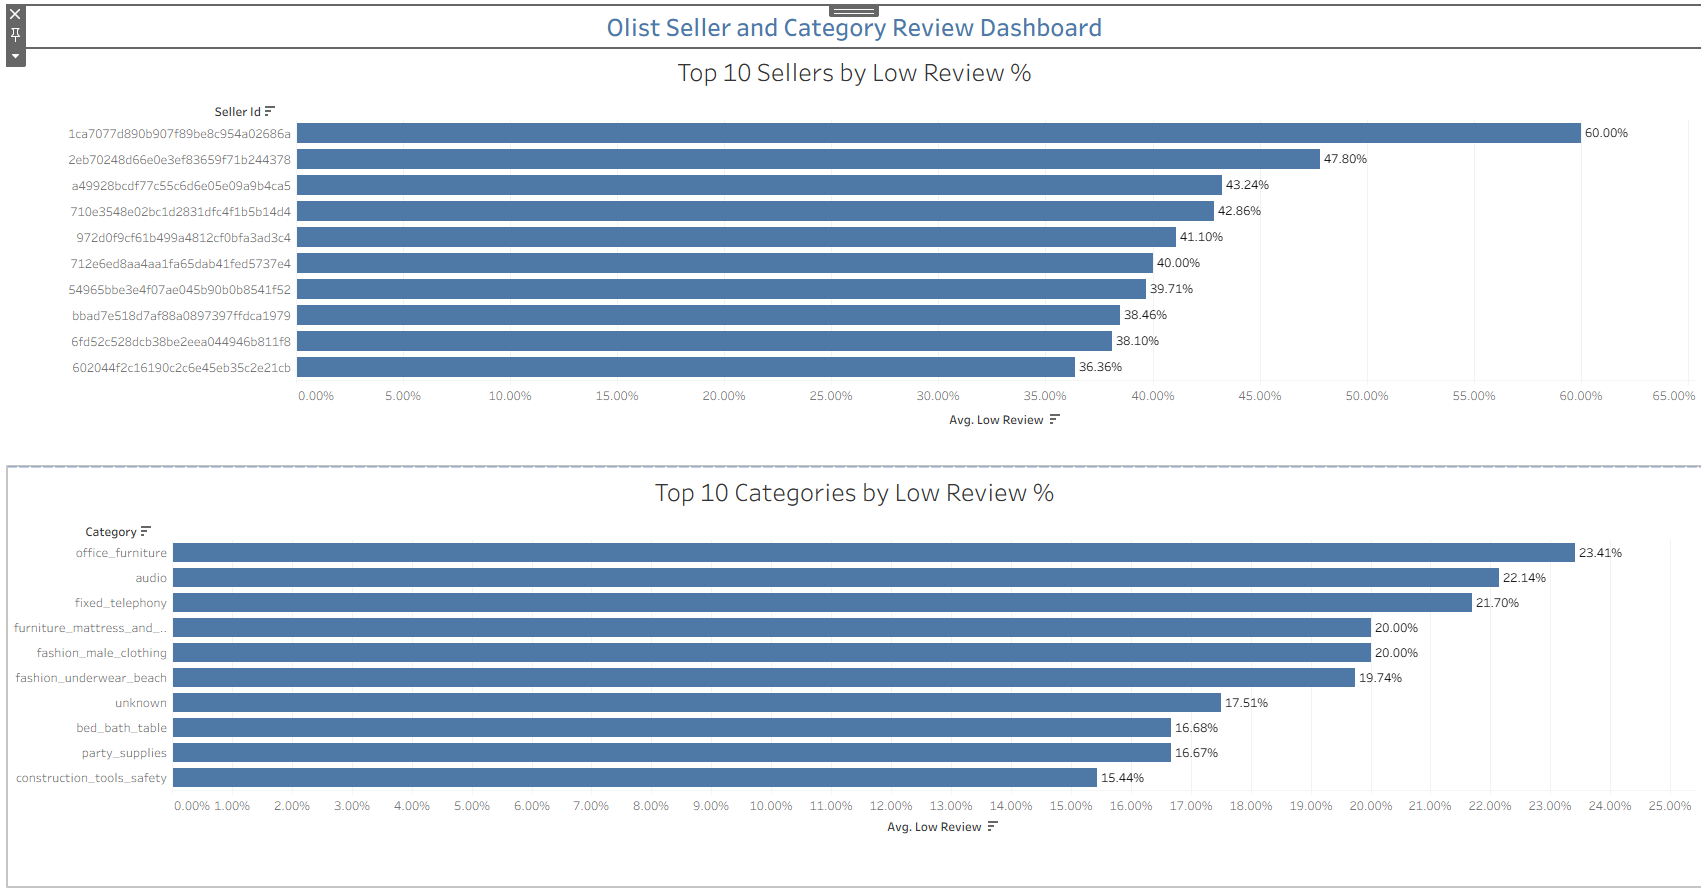 Olist Seller and Category Review Dashboard
Top 10 Sellers by Low Review %
Seller Id
1ca7077d890b907f89be8c954a02686a 60.00%
2eb70248d66e0e3ef83659f71b244378 47.80%
a49928bcdf77c55c6d6e05e09a9b4ca5 43.24%
710e3548e02bc1d2831dfc4f1b5b14d4 42.86%
972d0f9cf61b499a4812cf0bfa3ad3c4 41.10%
712e6ed8aa4aa1fa65dab41fed5737e4 40.00%
54965bbe3e4f07ae045b90b0b8541f52 39.71%
bbad7e518d7af88a0897397ffdca1979 38.46%
6fd52c528dcb38be2eea044946b811f8 38.10%
602044f2c16190c2c6e45eb35c2e21cb 36.36%
0.00% 5.00% 10.00% 15.00% 20.00% 25.00% 30.00% 35.00% 40.00% 45.00% 50.00% 55.00% 60.00% 65.00%
Avg. Low Review
Top 10 Categories by Low Review %
Category
office_furniture 23.41%
audio 22.14%
fixed_telephony 21.70%
furniture_mattress_and_.. 20.00%
fashion_male_clothing 20.00%
fashion_underwear_beach 19.74%
unknown 17.51%
bed_bath_table 16.68%
party_supplies 16.67%
construction_tools_safety 15.44%
0.00% 1.00% 2.00% 3.00% 4.00% 5.00% 6.00% 7.00% 8.00% 9.00% 10.00% 11.00% 12.00% 13.00% 14.00% 15.00% 16.00% 17.00% 18.00% 19.00% 20.00% 21.00% 22.00% 23.00% 24.00% 25.00%
Avg. Low Review